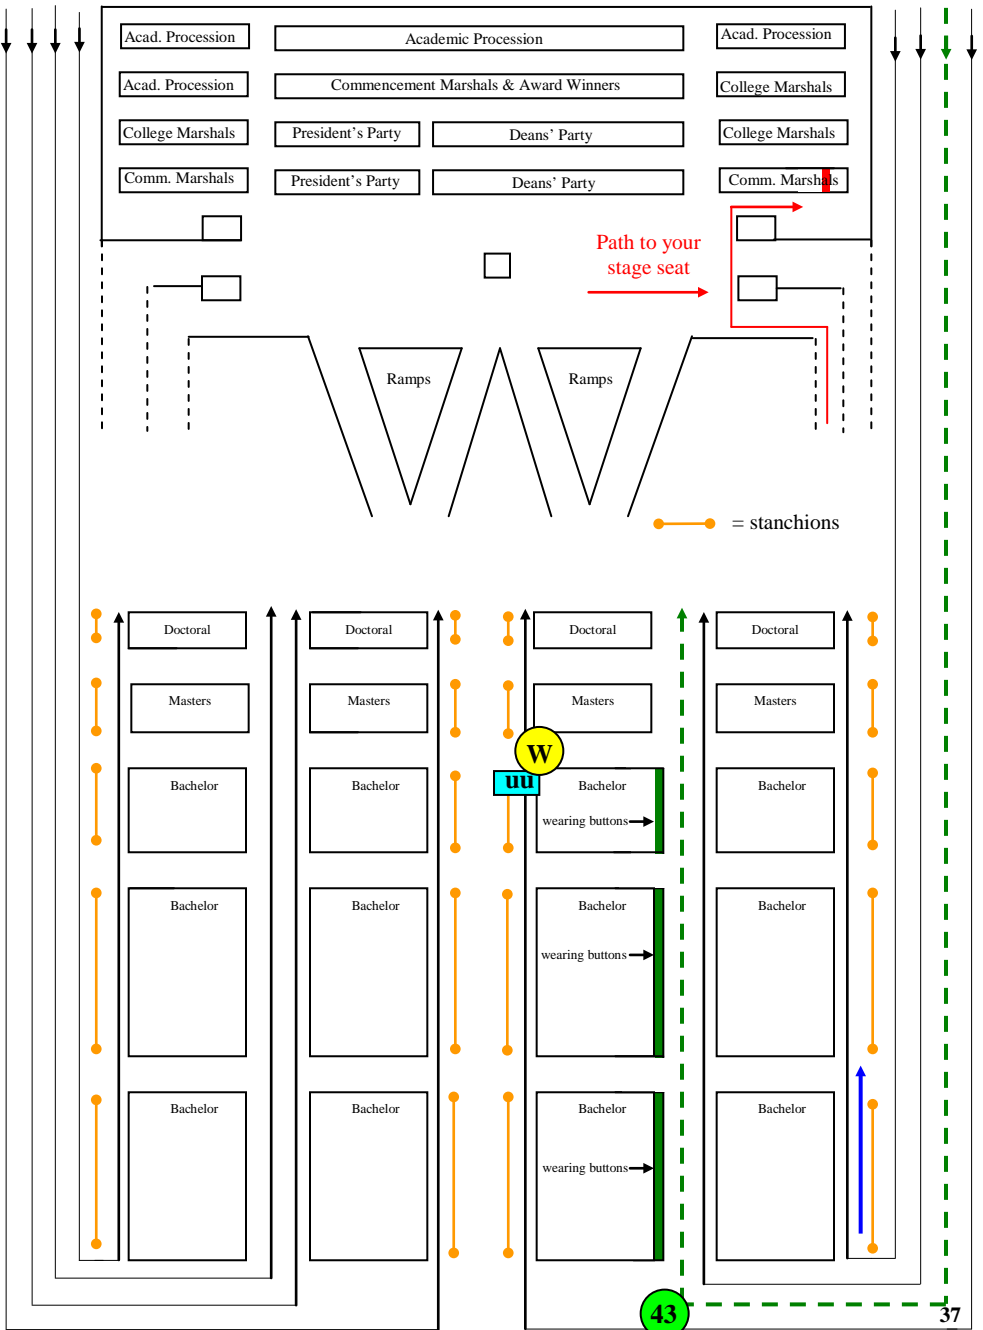 Acad. Procession
Academic Procession
Acad. Procession
Acad. Procession
Commencement Marshals & Award Winners
College Marshals
College Marshals
President's Party
Deans' Party
College Marshals
Comm. Marshals
President's Party
Deans' Party
Comm. Marshals
Path to your
stage seat
Ramps
Ramps
= stanchions
Doctoral
Doctoral
Doctoral
Doctoral
Masters
Masters
Masters
Masters
W
uu
Bachelor
Bachelor
Bachelor
Bachelor
wearing buttons
Bachelor
Bachelor
Bachelor
Bachelor
wearing buttons
Bachelor
Bachelor
Bachelor
Bachelor
wearing buttons
43
37